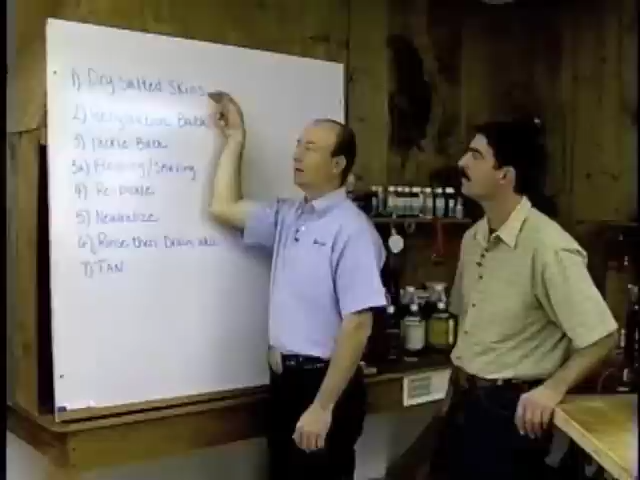 1) Dry Salted Skins
2) Rehydration Bath
3) Pickle Bath
3a) Fleshing/Shaving
4) Re-Pickle
5) Neutralize
6) Rinse then Drain
7) TAN